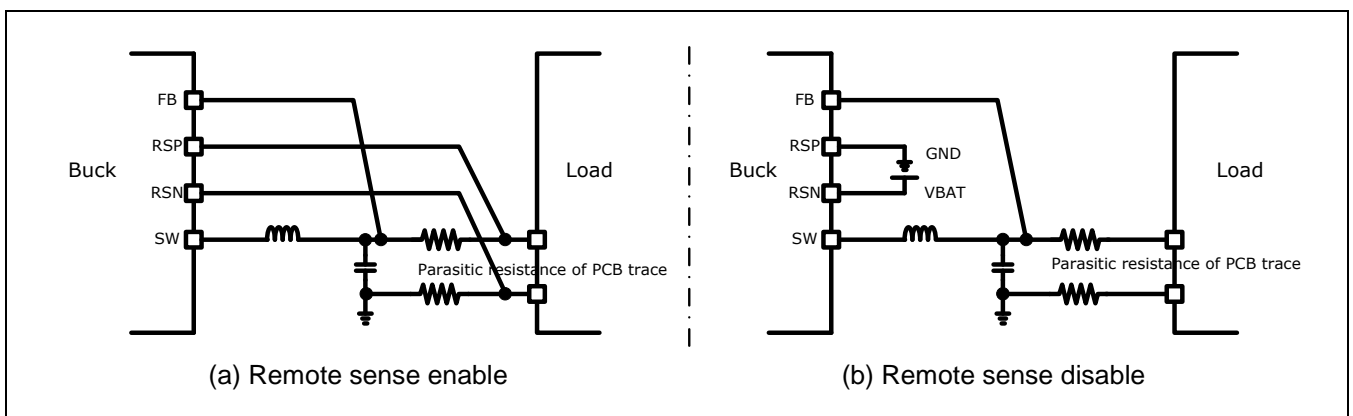 FB
RSP
Buck
RSN
SW
Load
Parasitic resistance of PCB trace
(a) Remote sense enable
FB
RSP
GND
Buck
RSN
VBAT
SW
Load
Parasitic resistance of PCB trace
(b) Remote sense disable